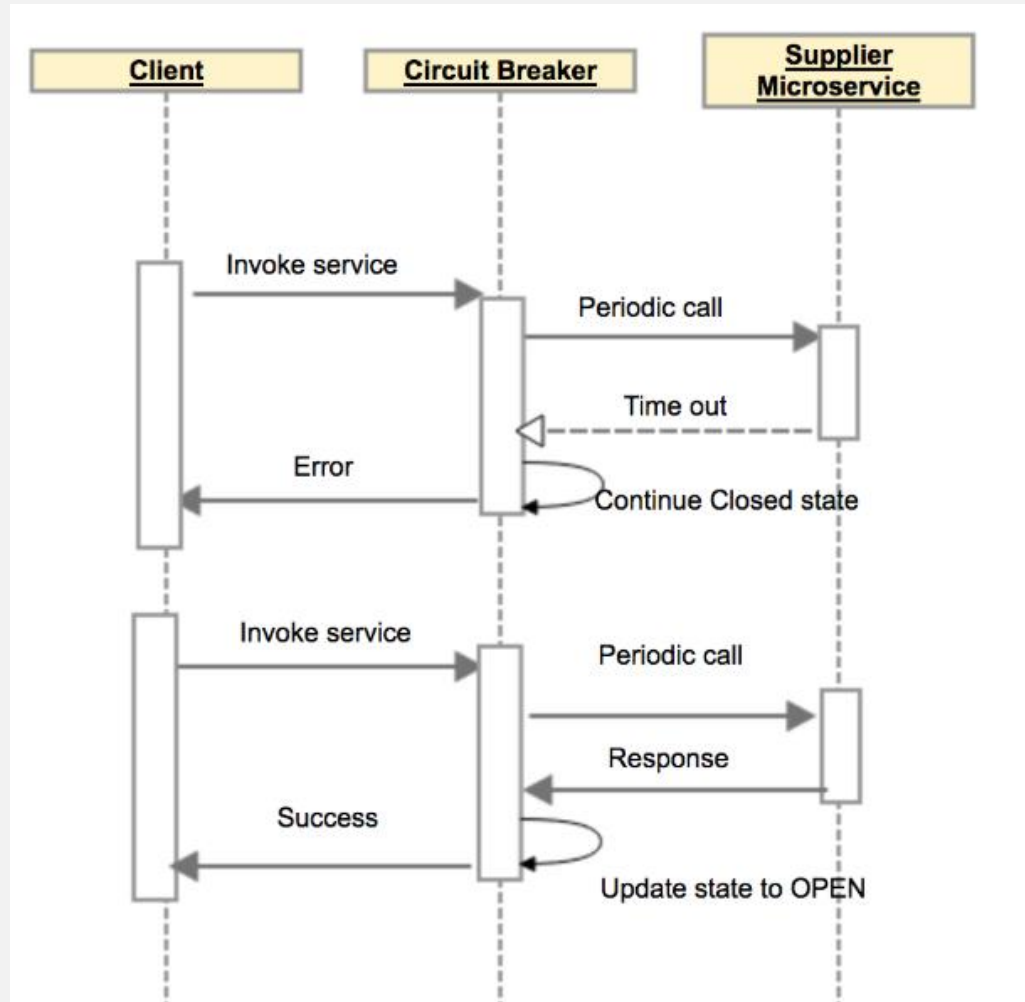 Client
Circuit Breaker
Supplier
Microservice
Invoke service
Periodic call
Time out
Error
Continue Closed state
Invoke service
Periodic call
Response
Success
Update state to OPEN